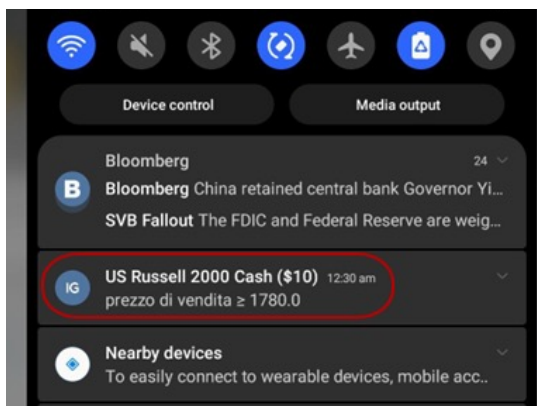 Device control
Media output
Bloomberg
24
B
Bloomberg China retained central bank Governor Yi...
SVB Fallout The FDIC and Federal Reserve are weig...
IG
US Russell 2000 Cash ($10) 12:30 am
prezzo di vendita ≥ 1780.0
Nearby devices
To easily connect to wearable devices, mobile acc..